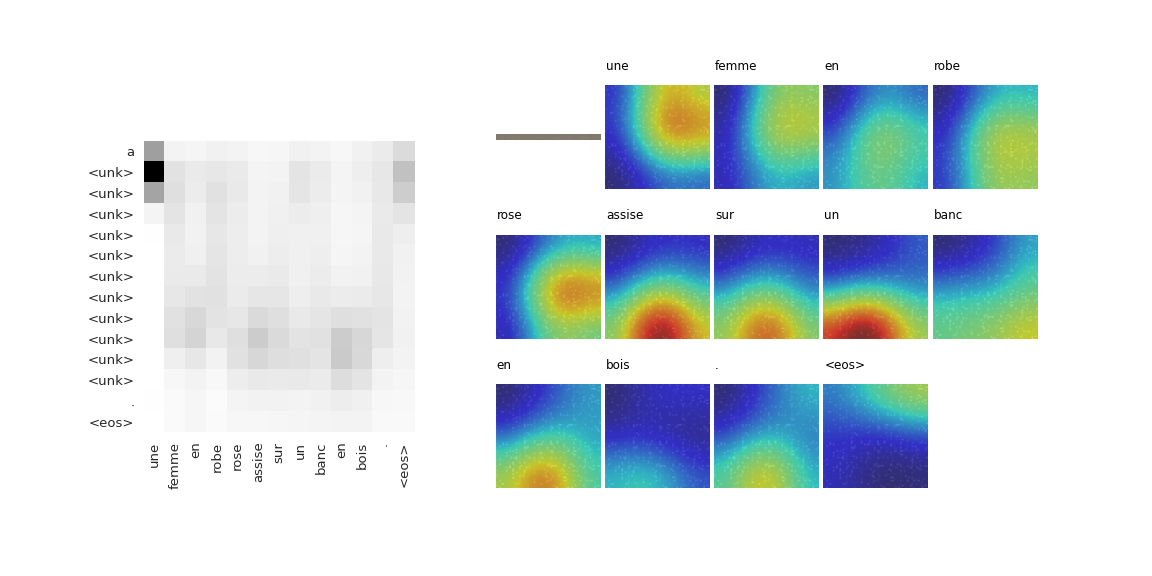 a
<unk>
<unk>
<unk>
<unk>
<unk>
<unk>
<unk>
<unk>
<unk>
<unk>
<unk>
.
<eos>
une
femme
en
robe
rose
assise
sur
un
banc
en
bois
.
<eos>
une femme en robe
rose assise sur un banc
en bois . <eos>